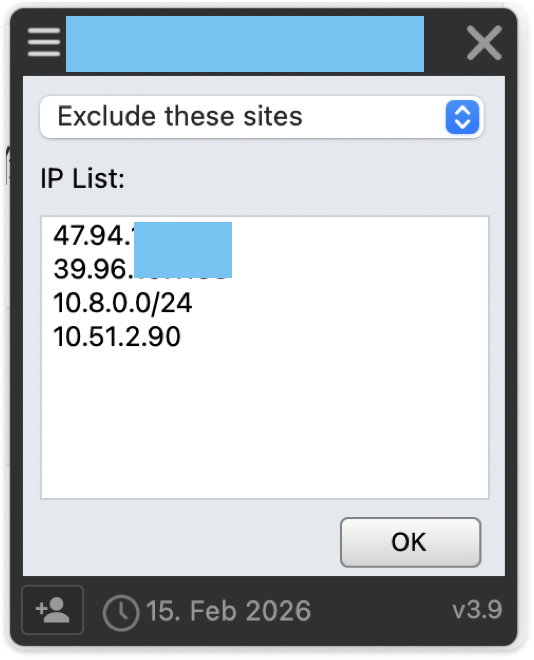 Exclude these sites
IP List:
47.94.
39.96.
10.8.0.0/24
10.51.2.90
OK
15. Feb 2026
v3.9